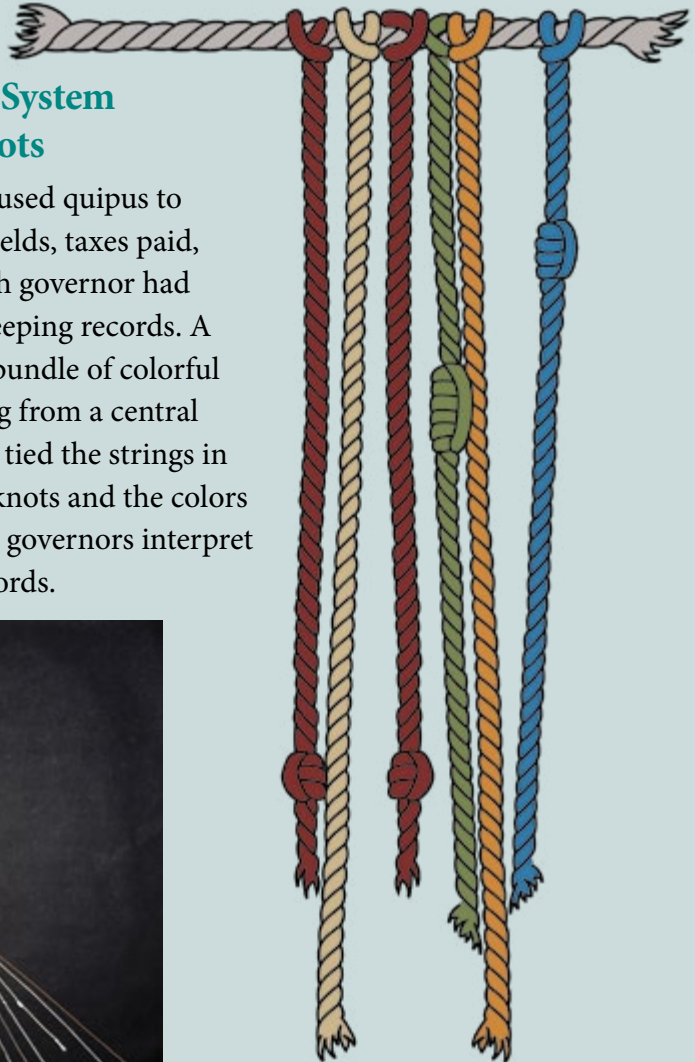 System
ots
used quipus to
elds, taxes paid,
h governor had
eeping records. A
bundle of colorful
g from a central
tied the strings in
knots and the colors
governors interpret
ords.